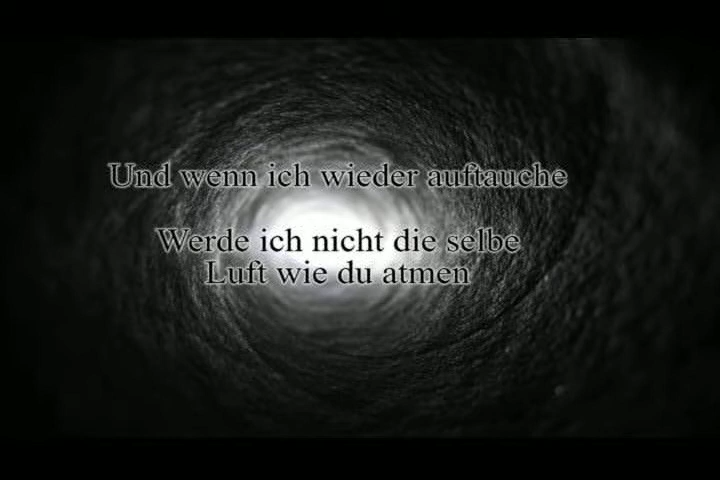 Und wenn ich wieder auftauche
Werde ich nicht die selbe
Luft wie du atmen